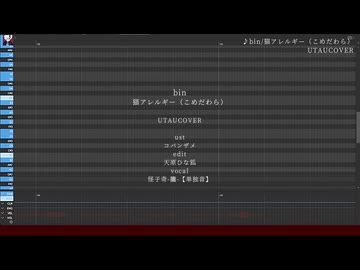 ♪bin/猫アレルギー（こめだわら）
UTAUCOVER
bin
猫アレルギー（こめだわら）
UTAUCOVER
ust
コバンザメ
edit
天原ひな狐
vocal
怪子奇-朧-【単独音】